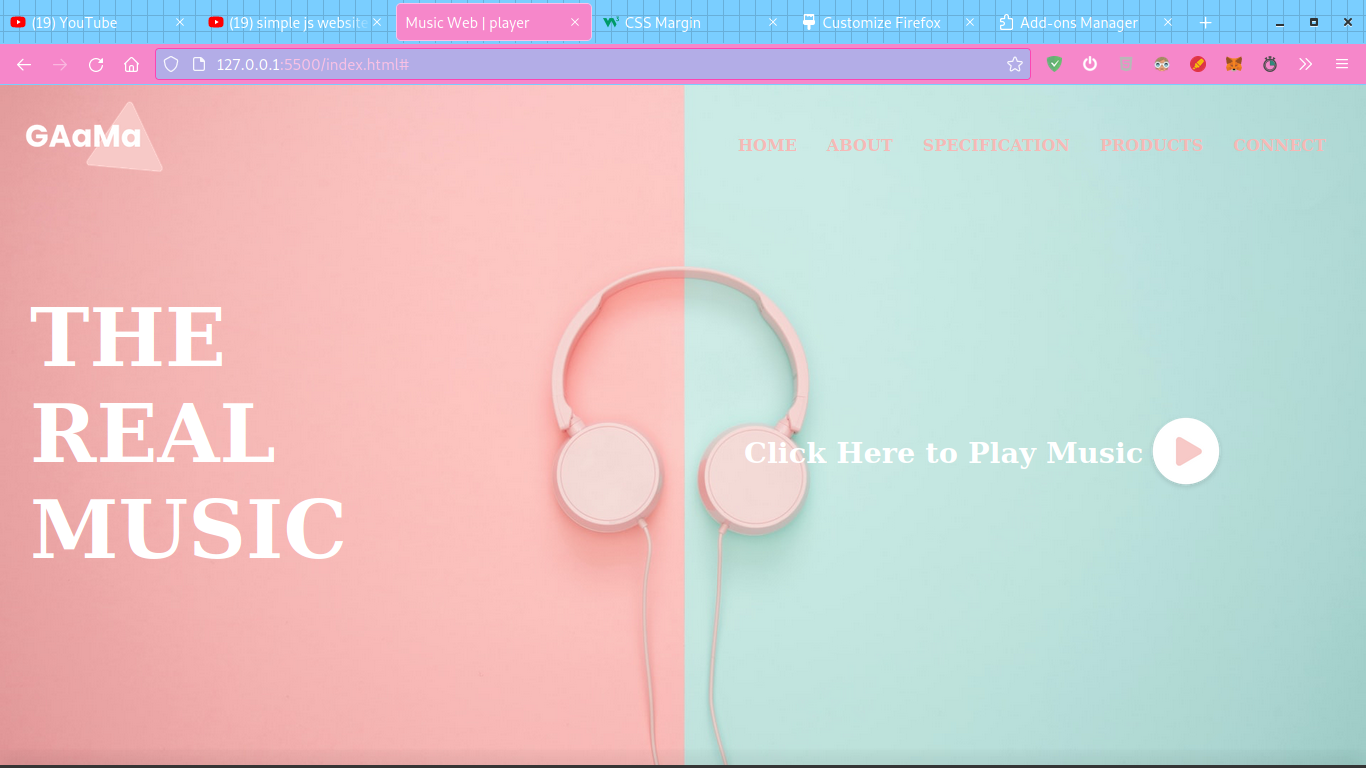 (19) YouTube
(19) simple js website
Music Web | player
CSS Margin
Customize Firefox
Add-ons Manager
127.0.0.1:5500/index.html#
GAaMa
HOME ABOUT SPECIFICATION PRODUCTS CONNECT
THE
REAL
MUSIC
Click Here to Play Music